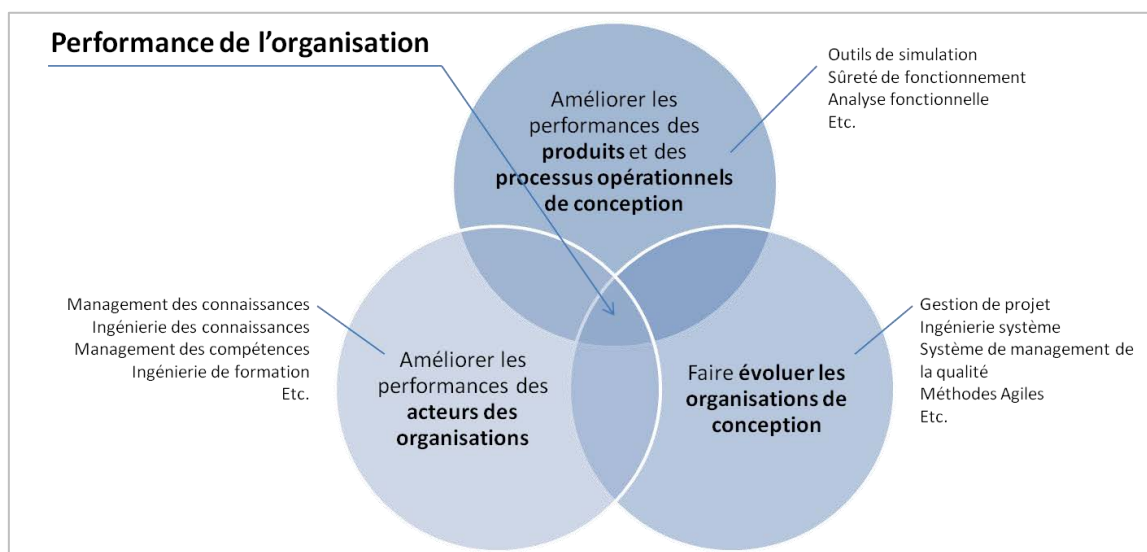 Performance de l’organisation
Outils de simulation
Sûreté de fonctionnement
Analyse fonctionnelle
Etc.
Améliorer les
performances des
produits et des
processus opérationnels
de conception
Management des connaissances
Ingénierie des connaissances
Management des compétences
Ingénierie de formation
Etc.
Améliorer les
performances des
acteurs des
organisations
Faire évoluer les
organisations de
conception
Gestion de projet
Ingénierie système
Système de management de
la qualité
Méthodes Agiles
Etc.